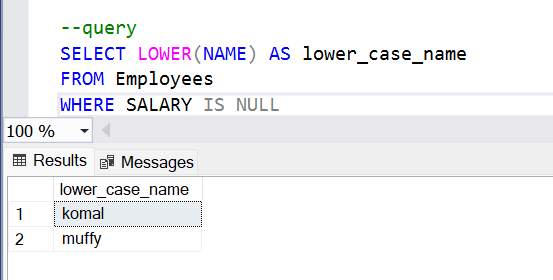 --query
SELECT LOWER(NAME) AS lower_case_name
FROM Employees
WHERE SALARY IS NULL
100 %
Results Messages
lower_case_name
1 komal
2 muffy